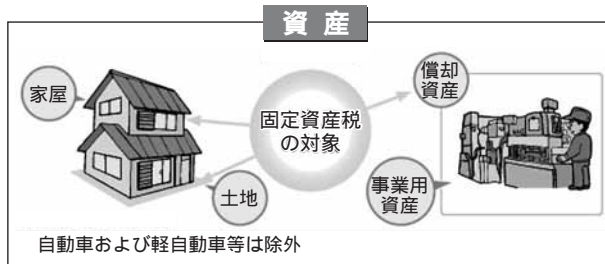 資産
家屋
固定資産税
の対象
土地
償却
資産
事業用
資産
自動車および軽自動車等は除外